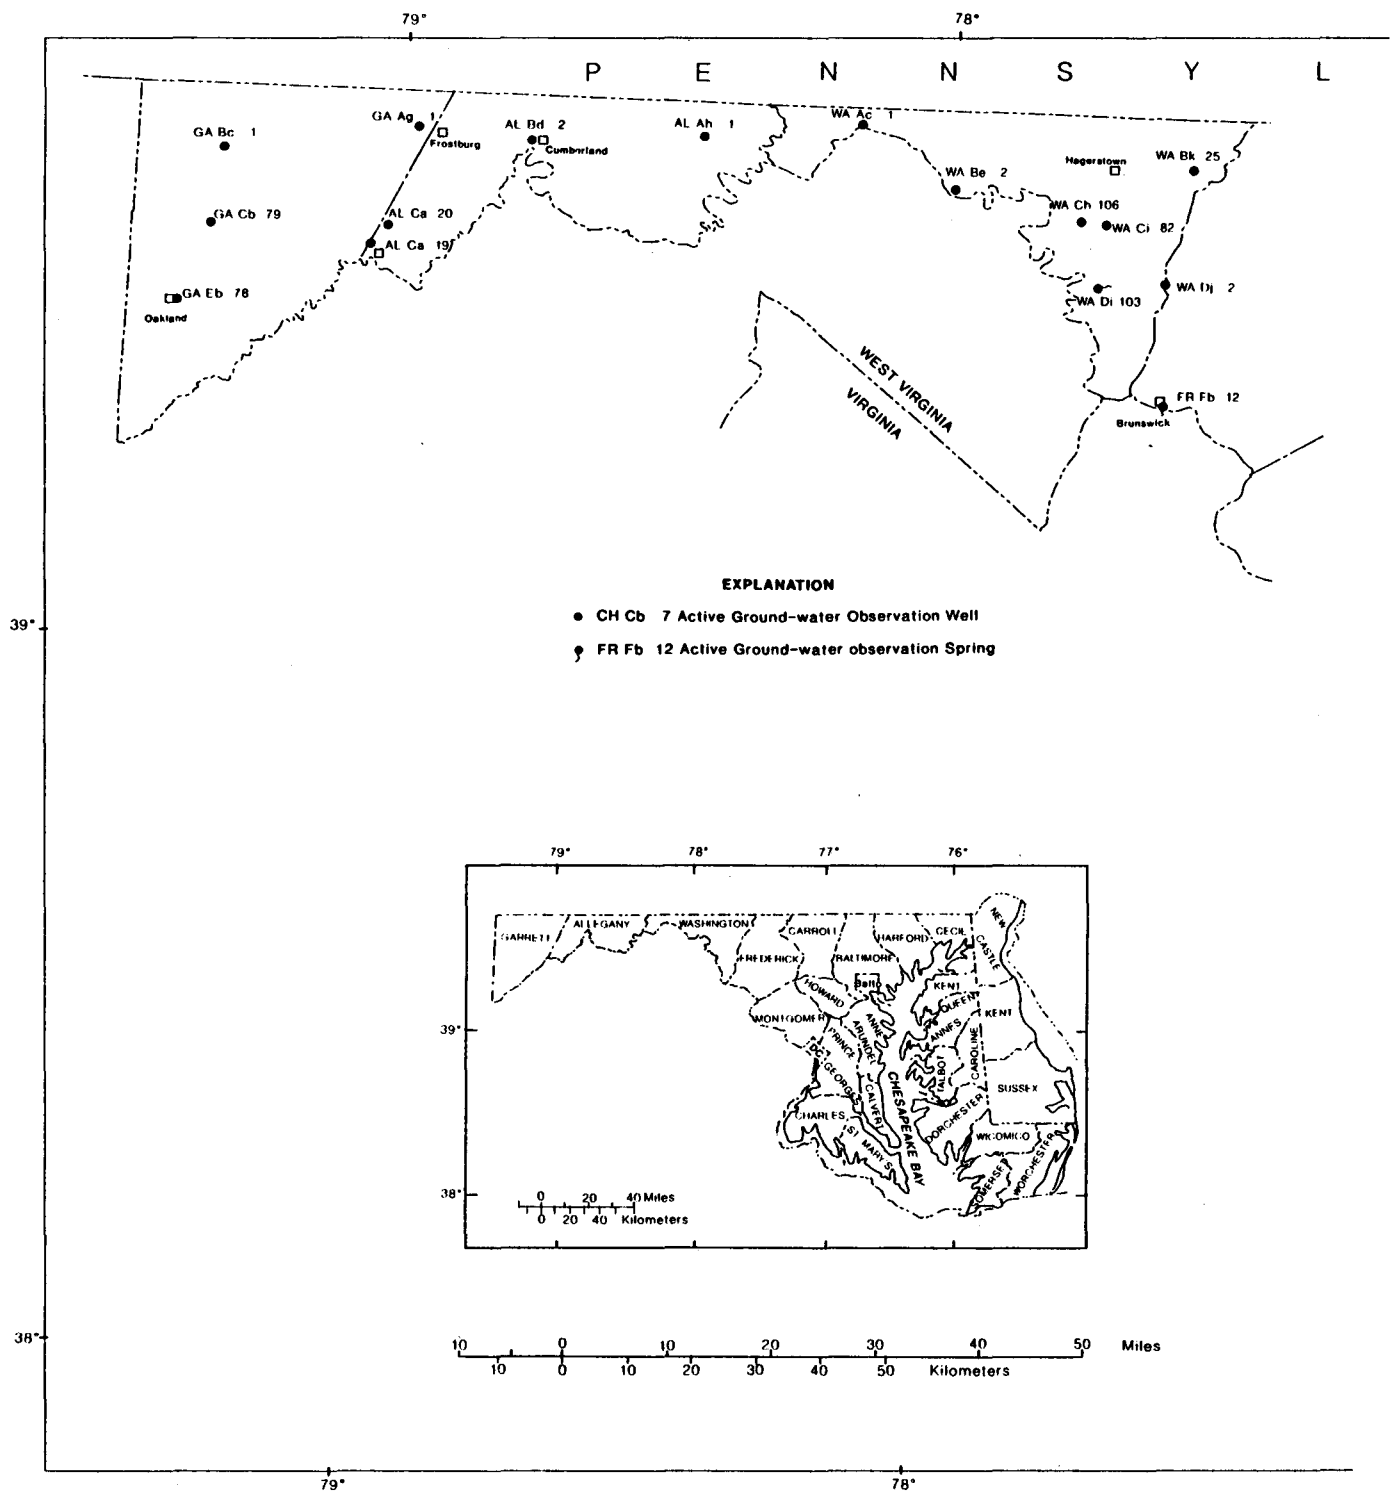 79° 78°
P E N N S Y L
GA Bc 1
GA Ag 1
Frostburg
AL Bd 2
Cumberland
AL Ah 1
WA Ac 1
Hagerstown
WA Bk 25
WA Be 2
GA Cb 79
AL Ca 20
WA Ch 106
WA Ci 82
AL Ca 19
GA Eb 78
Oakland
WA Di 103
WA Dj 2
WEST VIRGINIA
VIRGINIA
FR Fb 12
Brunswick
EXPLANATION
CH Cb 7 Active Ground-water Observation Well
FR Fb 12 Active Ground-water observation Spring
39°
79° 78° 77° 76°
GARRETT
ALLEGANY
WASHINGTON
FREDERICK
CARROLL
BALTIMORE
HARFORD
CECIL
NEW
CASTLE
Balto
HOWARD
KENT
QUEEN
ANNES
KENT
MONTGOMER
39°
PRINCE
GEORGES
DC
ANNE
ARUNDEL
TALBOT
CAROLINE
CALVERT
CHESAPEAKE BAY
SUSSEX
CHARLES
ST MARYS
DORCHESTER
WICOMICO
SOMERSET
WORCHESTER
38°
0 20 40 Miles
0 20 40 Kilometers
38°
10 0 10 20 30 40 50 Miles
10 0 10 20 30 40 50 Kilometers
79° 78°